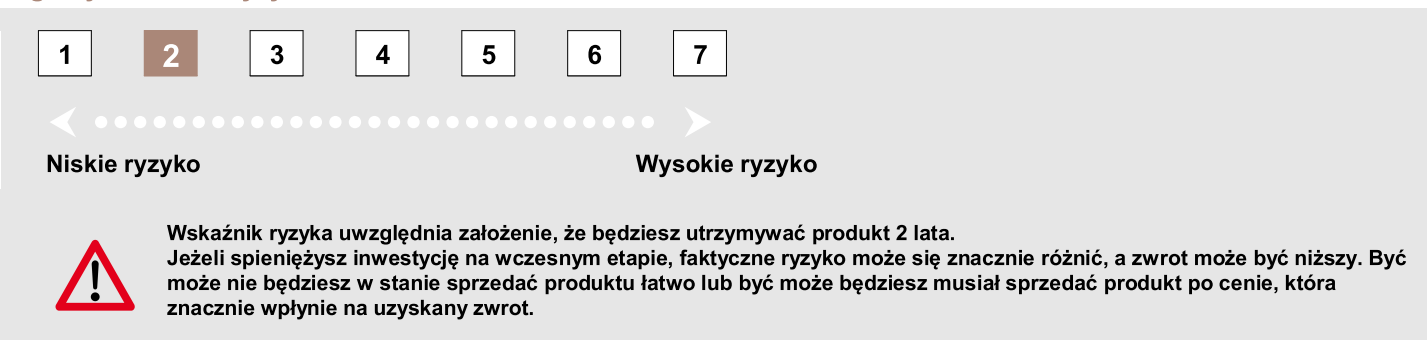 1 2 3 4 5 6 7
Niskie ryzyko Wysokie ryzyko
Wskaźnik ryzyka uwzględnia założenie, że będziesz utrzymywać produkt 2 lata.
Jeżeli spieniężysz inwestycję na wczesnym etapie, faktyczne ryzyko może się znacznie różnić, a zwrot może być niższy. Być
może nie będziesz w stanie sprzedać produktu łatwo lub być może będziesz musiał sprzedać produkt po cenie, która
znacznie wpłynie na uzyskany zwrot.